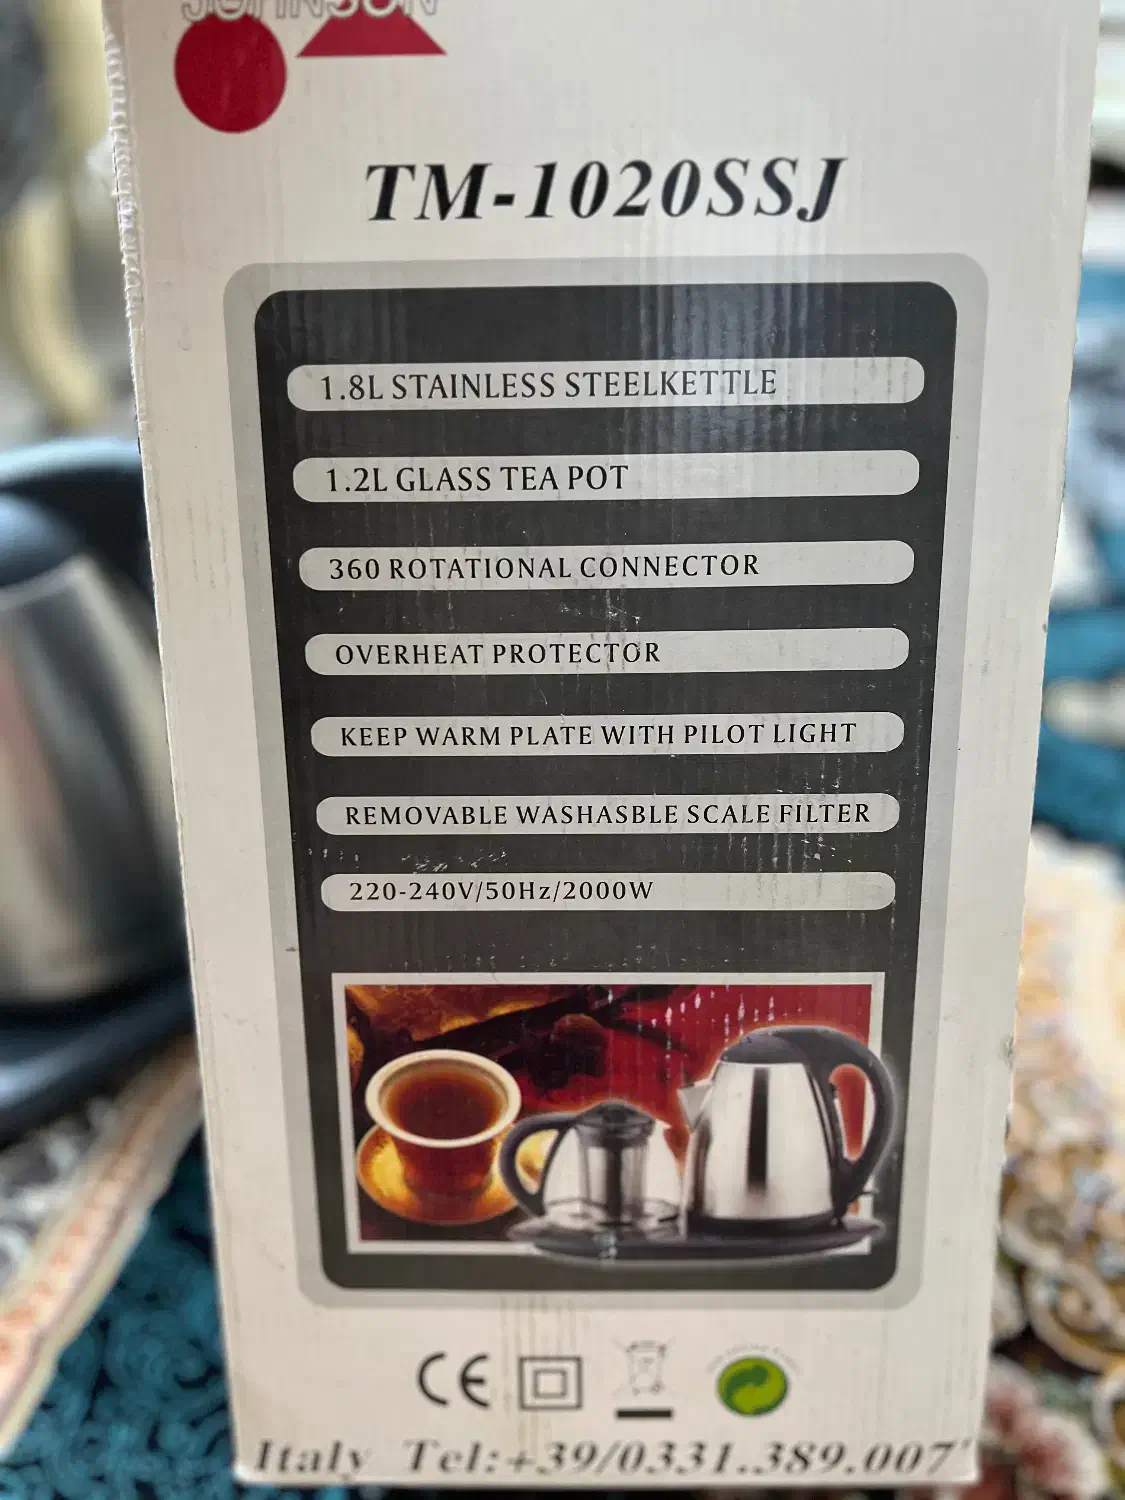 JOHNSON
TM-1020SSJ
1.8L STAINLESS STEELKETTLE
1.2L GLASS TEA POT
360 ROTATIONAL CONNECTOR
OVERHEAT PROTECTOR
KEEP WARM PLATE WITH PILOT LIGHT
REMOVABLE WASHASBLE SCALE FILTER
220-240V/50Hz/2000W
CE
Italy Tel:+39/0331.389.007